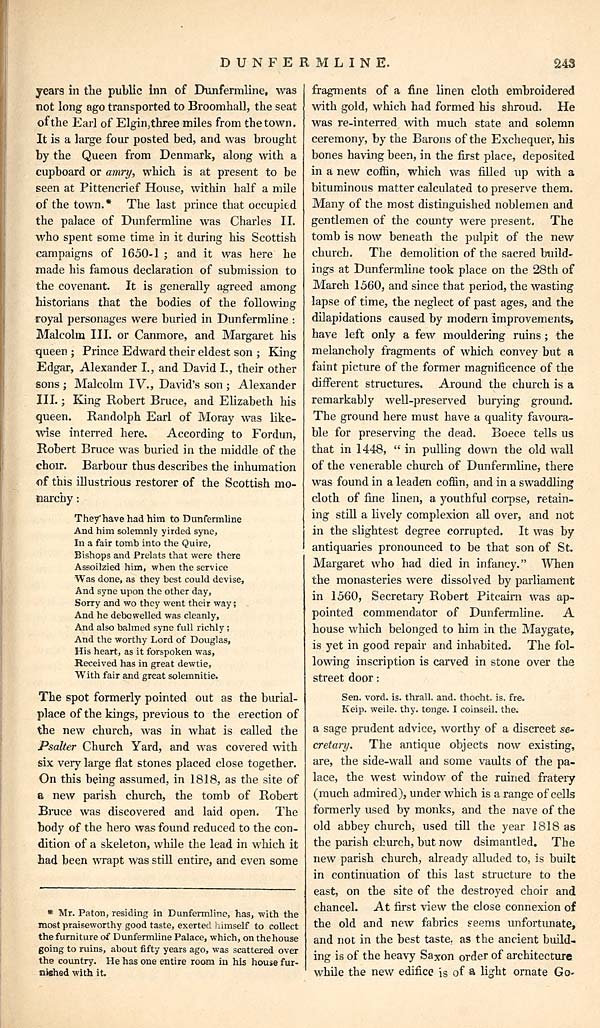 DUNFERMLINE.
243
years in the public inn of Dunfermline, was
not long ago transported to Broomhall, the seat
of the Earl of Elgin,three miles from the town.
It is a large four posted bed, and was brought
by the Queen from Denmark, along with a
cupboard or amry, which is at present to be
seen at Pittencrief House, within half a mile
of the town.* The last prince that occupied
the palace of Dunfermline was Charles II.
who spent some time in it during his Scottish
campaigns of 1650-1 ; and it was here he
made his famous declaration of submission to
the covenant. It is generally agreed among
historians that the bodies of the following
royal personages were buried in Dunfermline :
Malcolm III. or Canmore, and Margaret his
queen ; Prince Edward their eldest son ; King
Edgar, Alexander I., and David I., their other
sons ; Malcolm IV., David's son ; Alexander
III. ; King Robert Bruce, and Elizabeth his
queen. Randolph Earl of Moray was like-
wise interred here. According to Fordun,
Robert Bruce was buried in the middle of the
choir. Barbour thus describes the inhumation
of this illustrious restorer of the Scottish mo-
narchy :
They have had him to Dunfermline
And him solemnly yirded syne,
In a fair tomb into the Quire,
Bishops and Prelats that were there
Assoilzied him, when the service
Was done, as they best could devise,
And syne upon the other day,
Sorry and wo they went their way;
And he debowelled was cleanly,
And also balmed syne full richly ;
And the worthy Lord of Douglas,
His heart, as it forspoken was,
Received has in great dewtie,
With fair and great solemnitie.
The spot formerly pointed out as the burial-
place of the kings, previous to the erection of
the new church, was in what is called the
Psalter Church Yard, and was covered with
six very large flat stones placed close together.
On this being assumed, in 1818, as the site of
a new parish church, the tomb of Robert
Bruce was discovered and laid open. The
body of the hero was found reduced to the con-
dition of a skeleton, while the lead in which it
had been wrapt was still entire, and even some
* Mr. Paton, residing in Dunfermline, has, with the
most praiseworthy good taste, exerted himself to collect
the furniture of Dunfermline Palace, which, on the house
going to ruins, about fifty years ago, was scattered over
the country. He has one entire room in his house fur-
nished with it.
fragments of a fine linen cloth embroidered
with gold, which had formed his shroud. He
was re-interred with much state and solemn
ceremony, by the Barons of the Exchequer, his
bones having been, in the first place, deposited
in a new coffin, which was filled up with a
bituminous matter calculated to preserve them.
Many of the most distinguished noblemen and
gentlemen of the county were present. The
tomb is now beneath the pulpit of the new
church. The demolition of the sacred build-
ings at Dunfermline took place on the 28th of
March 1560, and since that period, the wasting
lapse of time, the neglect of past ages, and the
dilapidations caused by modern improvements,
have left only a few mouldering ruins ; the
melancholy fragments of which convey but a
faint picture of the former magnificence of the
different structures. Around the church is a
remarkably well-preserved burying ground.
The ground here must have a quality favoura-
ble for preserving the dead. Boece tells us
that in 1448, " in pulling down the old wall
of the venerable church of Dunfermline, there
was found in a leaden coffin, and in a swaddling
cloth of fine linen, a youthful corpse, retain-
ing still a lively complexion all over, and not
in the slightest degree corrupted. It was by
antiquaries pronounced to be that son of St.
Margaret who had died in infancy." When
the monasteries were dissolved by parliament
in 1560, Secretary Robert Pitcairn was ap-
pointed commendator of Dunfermline. A
house which belonged to him in the Maygate,
is yet in good repair and inhabited. The fol-
lowing inscription is carved in stone over the
street door :
Sen. vord. is. thrall. and. thocht. is. fre.
Keip. weile. thy. tonge. I coinseil. the.
a sage prudent advice, worthy of a discreet se-
cretary. The antique objects now existing,
are, the side-wall and some vaults of the pa-
lace, the west window of the ruined fratery
(much admired), under which is a range of cells
formerly used by monks, and the nave of the
old abbey church, used till the year 1818 as
the parish church, but now dsimantled. The
new parish church, already alluded to, is built
in continuation of this last structure to the
east, on the site of the destroyed choir and
chancel. At first view the close connexion of
the old and new fabrics seems unfortunate,
and not in the best taste, as the ancient build-
ing is of the heavy Saxon order of architecture
while the new edifice is of a light ornate Go-